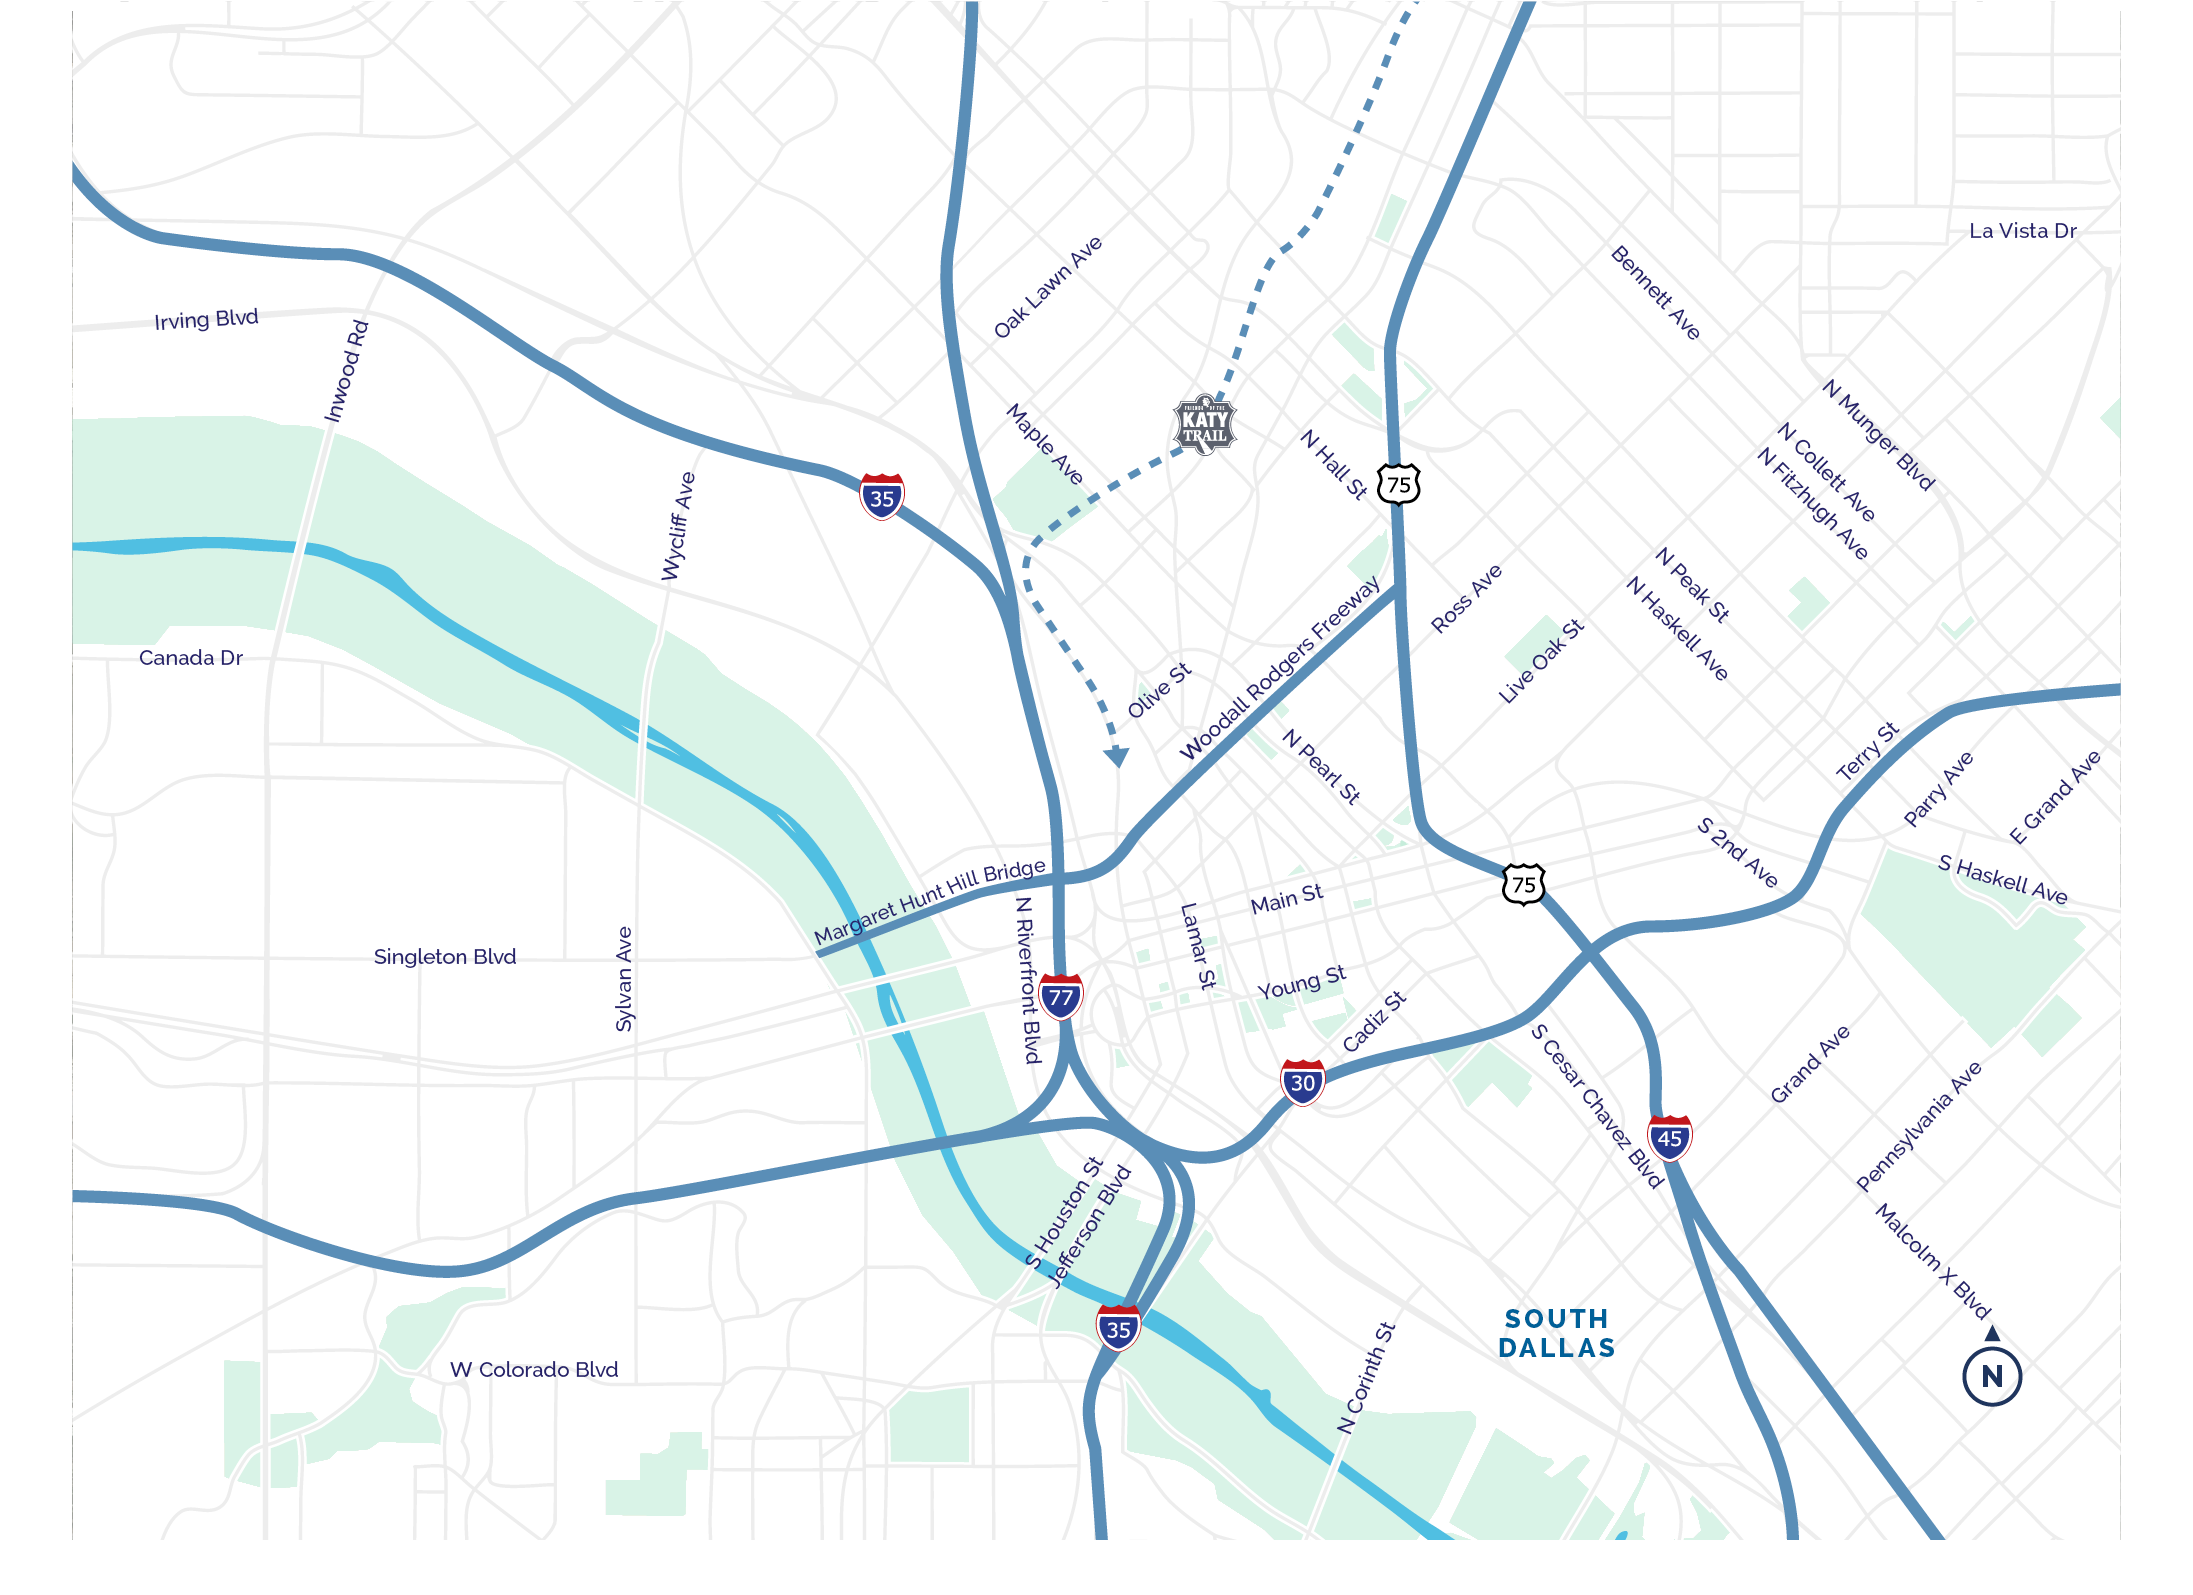 La Vista Dr
Oak Lawn Ave
Bennett Ave
Irving Blvd
Inwood Rd
FRIENDS OF THE
KATY
TRAIL
Maple Ave
N Hall St
N Munger Blvd
N Collett Ave
N Fitzhugh Ave
75
35
Wycliff Ave
N Peak St
N Haskell Ave
Ross Ave
Live Oak St
Woodall Rodgers Freeway
Canada Dr
Olive St
N Pearl St
Terry St
Parry Ave
E Grand Ave
S 2nd Ave
S Haskell Ave
75
Margaret Hunt Hill Bridge
Main St
Lamar St
Young St
Cadiz St
N Riverfront Blvd
Singleton Blvd
Sylvan Ave
77
30
S Cesar Chavez Blvd
45
Grand Ave
Pennsylvania Ave
Malcolm X Blvd
S Houston St
Jefferson Blvd
35
N Corinth St
SOUTH
DALLAS
W Colorado Blvd
N